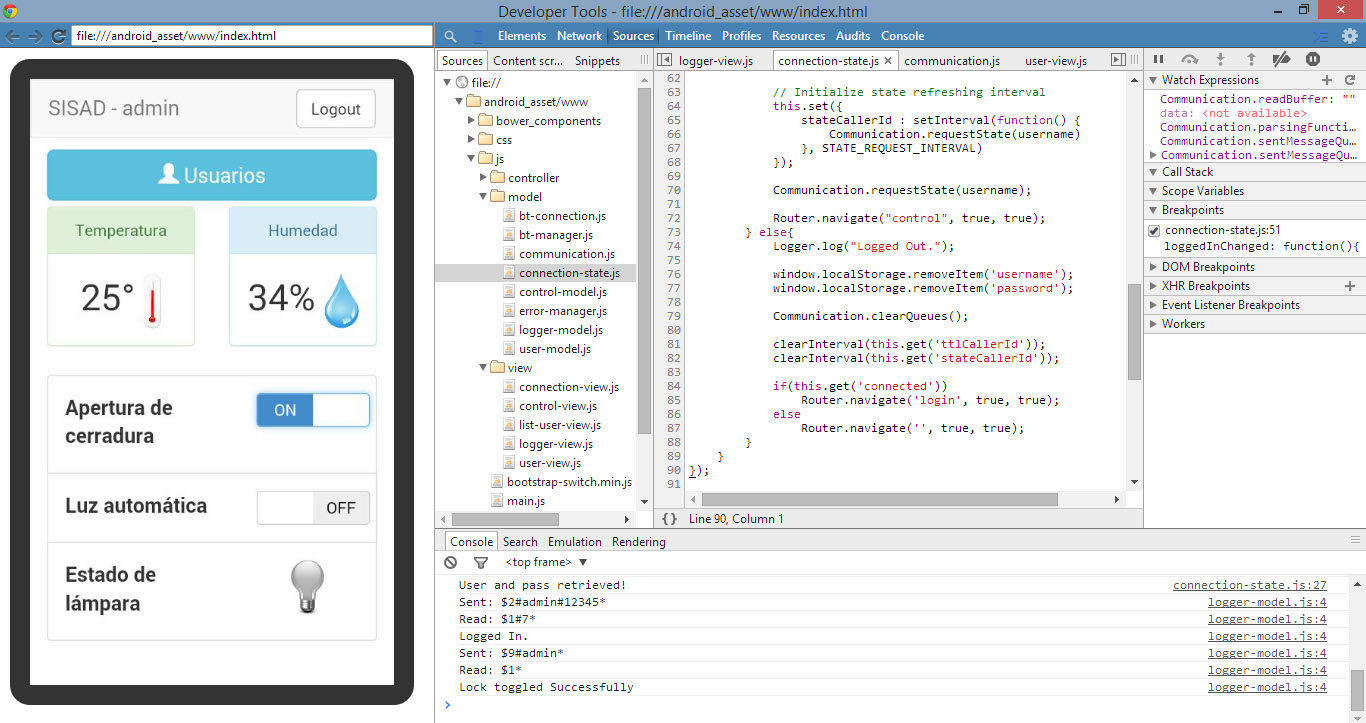 Developer Tools - file:///android_asset/www/index.html
file:///android_asset/www/index.html
Elements Network Sources Timeline Profiles Resources Audits Console
SISAD - admin
Logout
Usuarios
Temperatura
Humedad
25°
34%
Apertura de
cerradura
ON
Luz automática
OFF
Estado de
lámpara
Sources Content scr... Snippets
file://
android_asset/www
bower_components
css
js
controller
model
bt-connection.js
bt-manager.js
communication.js
connection-state.js
control-model.js
error-manager.js
logger-model.js
user-model.js
view
connection-view.js
control-view.js
list-user-view.js
logger-view.js
user-view.js
bootstrap-switch.min.js
main.js
logger-view.js connection-state.js × communication.js user-view.js
62
63 // Initialize state refreshing interval
64 this.set({
65 stateCallerId : setInterval(function() {
66 Communication.requestState(username)
67 }, STATE_REQUEST_INTERVAL)
68 });
69
70 Communication.requestState(username);
71
72 Router.navigate("control", true, true);
73 } else{
74 Logger.log("Logged Out.");
75
76 window.localStorage.removeItem('username');
77 window.localStorage.removeItem('password');
78
79 Communication.clearQueues();
80
81 clearInterval(this.get('ttlCallerId'));
82 clearInterval(this.get('stateCallerId'));
83
84 if(this.get('connected'))
85 Router.navigate('login', true, true);
86 else
87 Router.navigate('', true, true);
88 }
89 }
90 });
91
{} Line 90, Column 1
Watch Expressions
Communication.readBuffer: ""
data: <not available>
Communication.parsingFuncti...
Communication.sentMessageQu...
Communication.sentMessageQu...
Call Stack
Scope Variables
Breakpoints
connection-state.js:51
loggedInChanged: function(){
DOM Breakpoints
XHR Breakpoints
Event Listener Breakpoints
Workers
Console Search Emulation Rendering
<top frame>
User and pass retrieved! connection-state.js:27
Sent: $2#admin#12345* logger-model.js:4
Read: $1#7* logger-model.js:4
Logged In. logger-model.js:4
Sent: $9#admin* logger-model.js:4
Read: $1* logger-model.js:4
Lock toggled Successfully logger-model.js:4
>